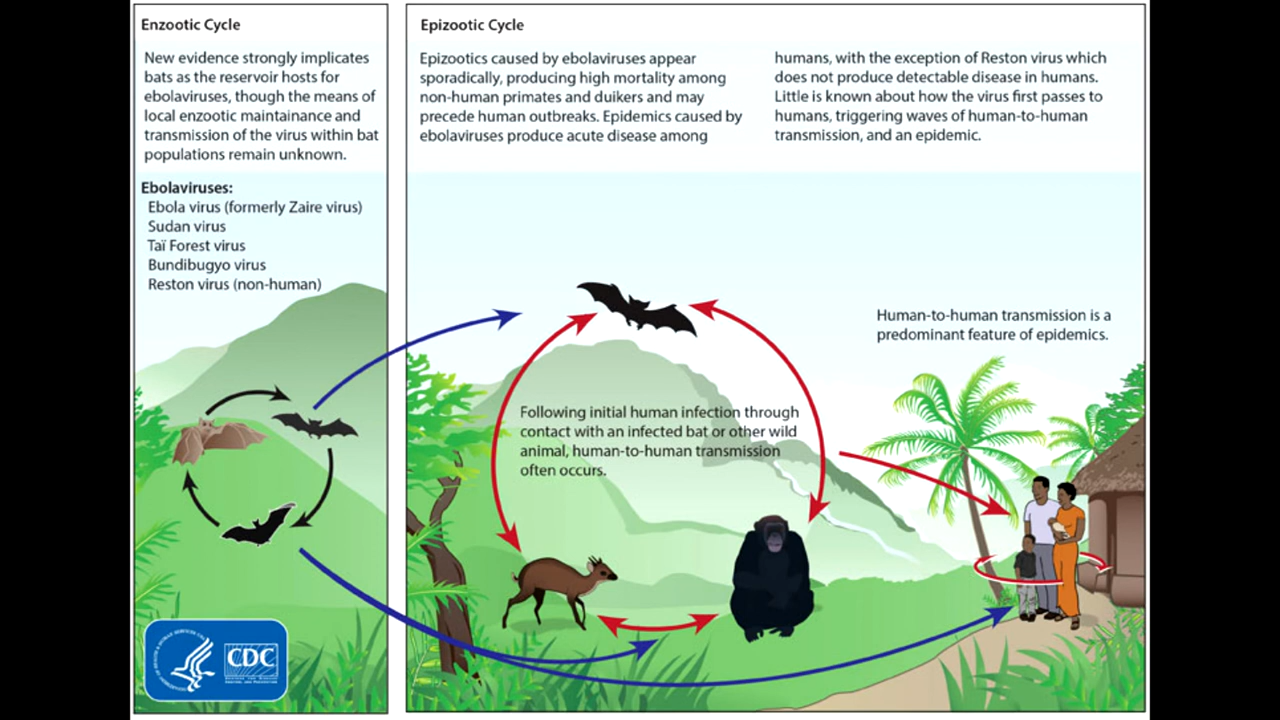 Enzootic Cycle
New evidence strongly implicates
bats as the reservoir hosts for
ebolaviruses, though the means of
local enzootic maintainance and
transmission of the virus within bat
populations remain unknown.
Ebolaviruses:
Ebola virus (formerly Zaire virus)
Sudan virus
Taï Forest virus
Bundibugyo virus
Reston virus (non-human)
CDC
Epizootic Cycle
Epizootics caused by ebolaviruses appear
sporadically, producing high mortality among
non-human primates and duikers and may
precede human outbreaks. Epidemics caused by
ebolaviruses produce acute disease among
humans, with the exception of Reston virus which
does not produce detectable disease in humans.
Little is known about how the virus first passes to
humans, triggering waves of human-to-human
transmission, and an epidemic.
Human-to-human transmission is a
predominant feature of epidemics.
Following initial human infection through
contact with an infected bat or other wild
animal, human-to-human transmission
often occurs.